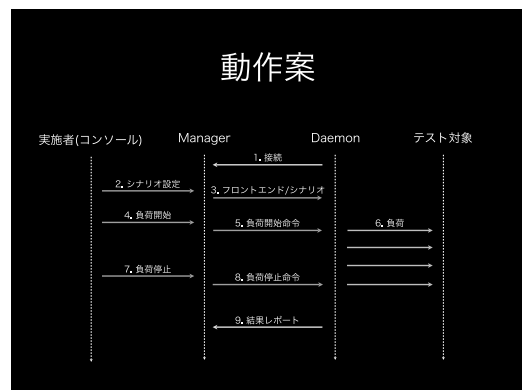 動作案
実施者(コンソール) Manager Daemon テスト対象
1. 接続
2. シナリオ設定
3. フロントエンド/シナリオ
4. 負荷開始
5. 負荷開始命令
6. 負荷
7. 負荷停止
8. 負荷停止命令
9. 結果レポート